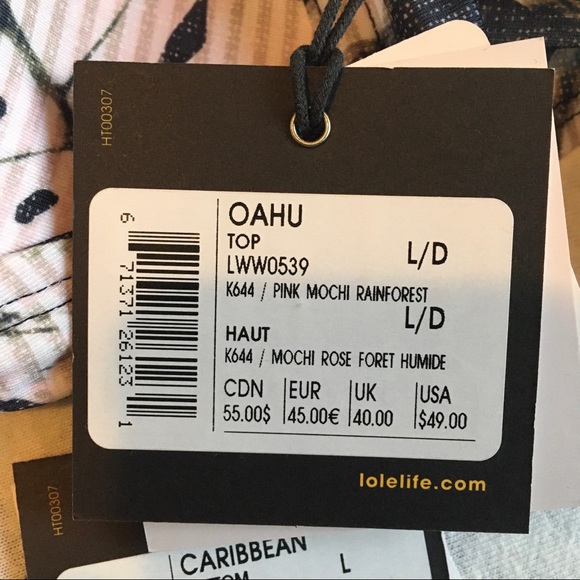 HT00307
OAHU
TOP L/D
LWW0539
K644 / PINK MOCHI RAINFOREST
L/D
HAUT
K644 / MOCHI ROSE FORET HUMIDE
CDN EUR UK USA
55.00$ 45.00€ 40.00 $49.00
6 71371 26123 1
lolelife.com
HT00307
CARIBBEAN
L